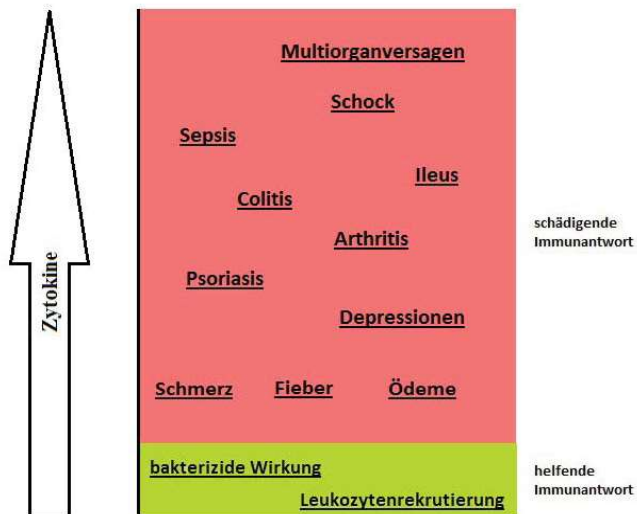 Multiorganversagen
Schock
Sepsis
Ileus
Colitis
schädigende
Immunantwort
Arthritis
Zytokine
Psoriasis
Depressionen
Schmerz Fieber Ödeme
bakterizide Wirkung
helfende
Immunantwort
Leukozytenrekrutierung